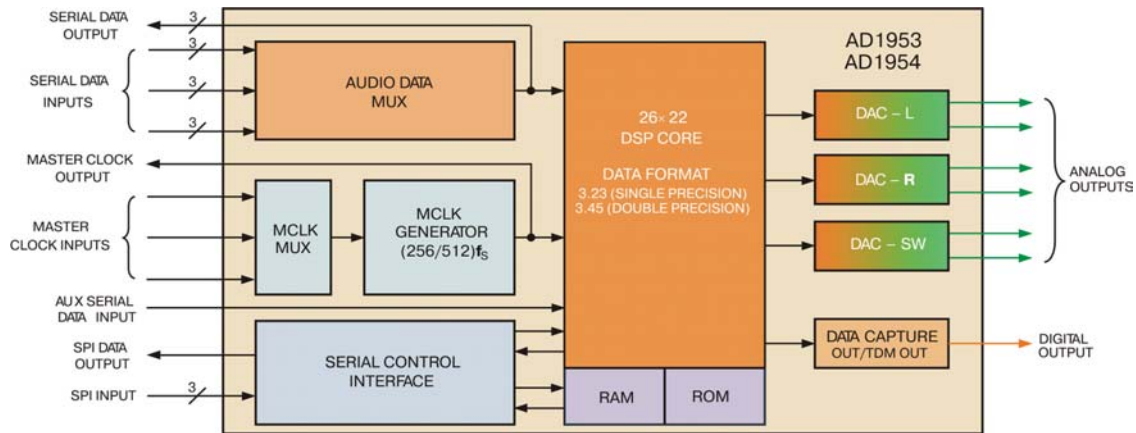 SERIAL DATA
OUTPUT
3
3
SERIAL DATA
INPUTS
3
3
AUDIO DATA
MUX
MASTER CLOCK
OUTPUT
MASTER
CLOCK INPUTS
MCLK
MUX
MCLK
GENERATOR
(256/512)fS
AUX SERIAL
DATA INPUT
SPI DATA
OUTPUT
SPI INPUT
3
SERIAL CONTROL
INTERFACE
26× 22
DSP CORE
DATA FORMAT
3.23 (SINGLE PRECISION)
3.45 (DOUBLE PRECISION)
RAM
ROM
AD1953
AD1954
DAC – L
DAC – R
DAC – SW
ANALOG
OUTPUTS
DATA CAPTURE
OUT/TDM OUT
DIGITAL
OUTPUT